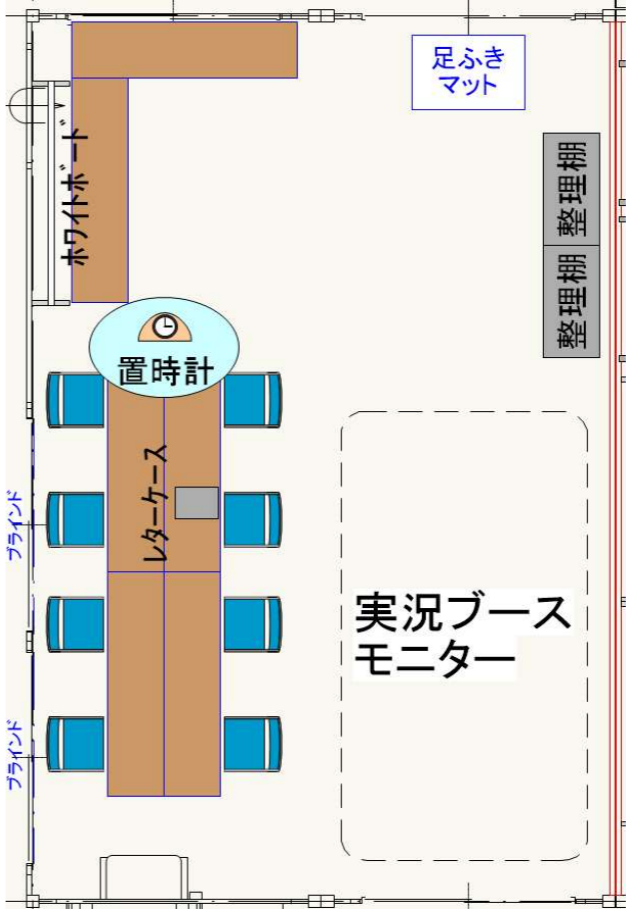 足ふき
マット
ホワイトボード
整理棚
整理棚
置時計
レターケース
ブラインド
実況ブース
モニター
ブラインド